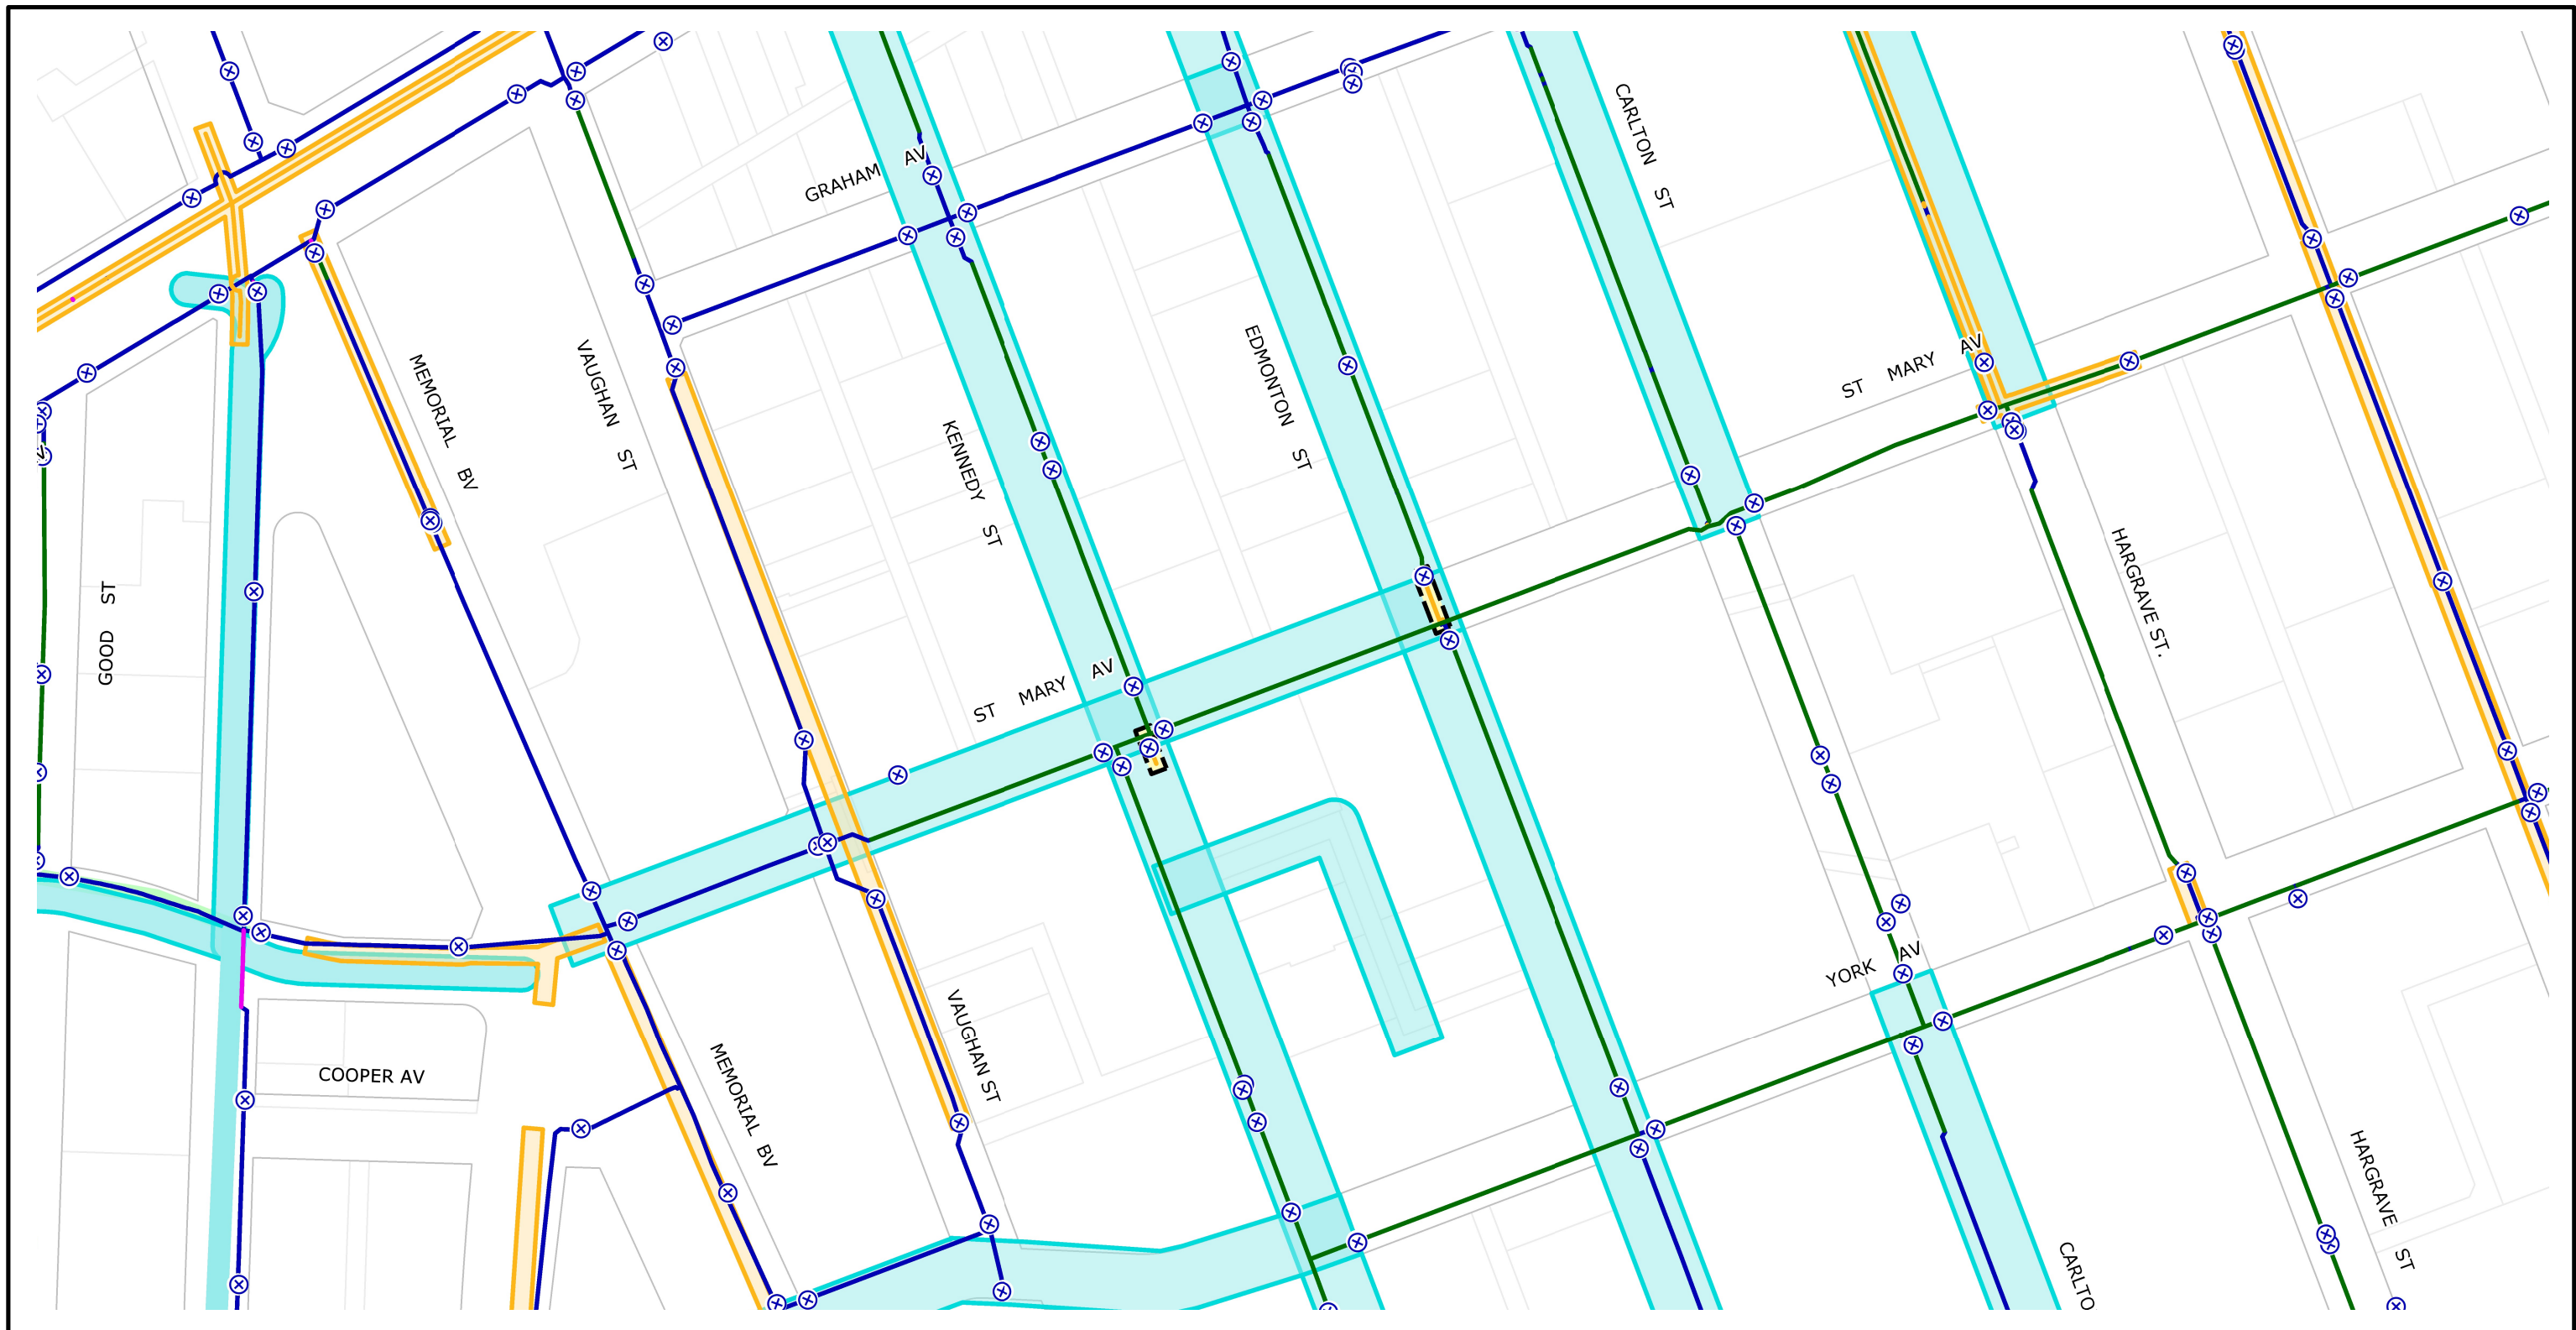 CARLTON ST
GRAHAM AV
EDMONTON ST
VAUGHAN ST
MEMORIAL BV
ST MARY AV
KENNEDY ST
HARGRAVE ST.
GOOD ST
ST MARY AV
YORK AV
VAUGHAN ST
MEMORIAL BV
COOPER AV
HARGRAVE ST
CARLTO